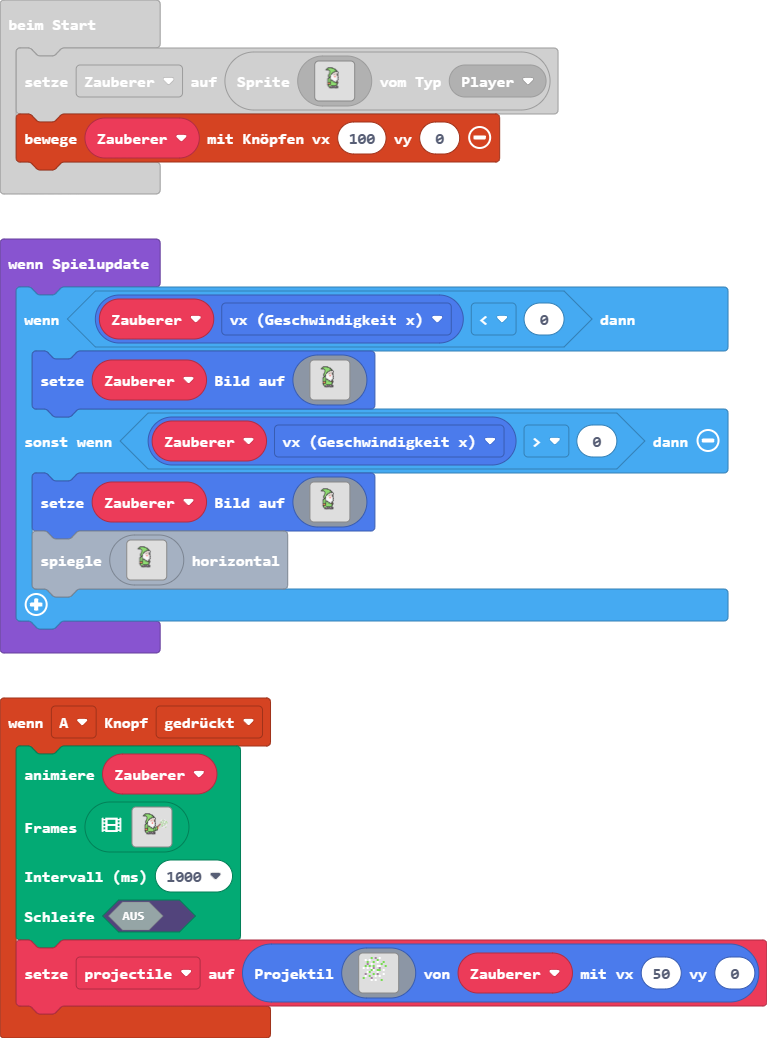 beim Start
setze Zauberer auf Sprite vom Typ Player
bewege Zauberer mit Knöpfen vx 100 vy 0
wenn Spielupdate
wenn Zauberer vx (Geschwindigkeit x) < 0 dann
setze Zauberer Bild auf
sonst wenn Zauberer vx (Geschwindigkeit x) > 0 dann
setze Zauberer Bild auf
spiegle horizontal
wenn A Knopf gedrückt
animiere Zauberer
Frames
Intervall (ms) 1000
Schleife AUS
setze projectile auf Projektil von Zauberer mit vx 50 vy 0